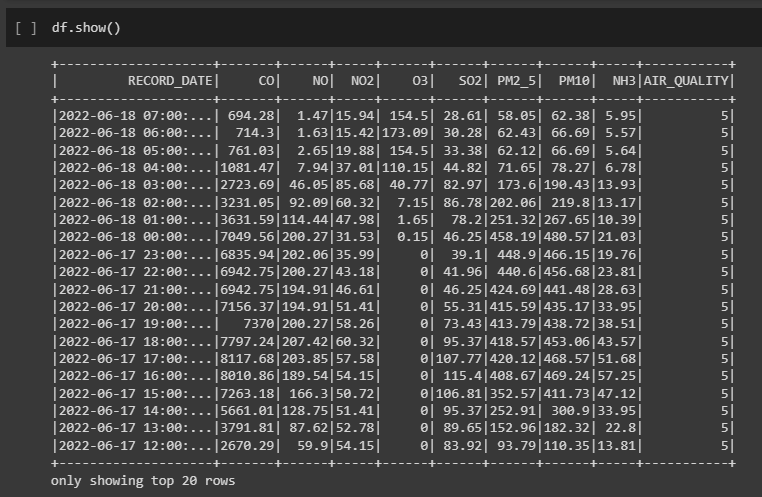 [ ] df.show()
+-------------------+-------+------+-----+------+------+------+------+-----+-----------+
|        RECORD_DATE|     CO|    NO|  NO2|    O3|   SO2| PM2_5|  PM10|  NH3|AIR_QUALITY|
+-------------------+-------+------+-----+------+------+------+------+-----+-----------+
|2022-06-18 07:00:...| 694.28|  1.47|15.94| 154.5| 28.61| 58.05| 62.38| 5.95|          5|
|2022-06-18 06:00:...|  714.3|  1.63|15.42|173.09| 30.28| 62.43| 66.69| 5.57|          5|
|2022-06-18 05:00:...| 761.03|  2.65|19.88| 154.5| 33.38| 62.12| 66.69| 5.64|          5|
|2022-06-18 04:00:...|1081.47|  7.94|37.01|110.15| 44.82| 71.65| 78.27| 6.78|          5|
|2022-06-18 03:00:...|2723.69| 46.05|85.68| 40.77| 82.97| 173.6|190.43|13.93|          5|
|2022-06-18 02:00:...|3231.05| 92.09|60.32|  7.15| 86.78|202.06| 219.8|13.17|          5|
|2022-06-18 01:00:...|3631.59|114.44|47.98|  1.65|  78.2|251.32|267.65|10.39|          5|
|2022-06-18 00:00:...|7049.56|200.27|31.53|  0.15| 46.25|458.19|480.57|21.03|          5|
|2022-06-17 23:00:...|6835.94|202.06|35.99|     0|  39.1| 448.9|466.15|19.76|          5|
|2022-06-17 22:00:...|6942.75|200.27|43.18|     0| 41.96| 440.6|456.68|23.81|          5|
|2022-06-17 21:00:...|6942.75|194.91|46.61|     0| 46.25|424.69|441.48|28.63|          5|
|2022-06-17 20:00:...|7156.37|194.91|51.41|     0| 55.31|415.59|435.17|33.95|          5|
|2022-06-17 19:00:...|   7370|200.27|58.26|     0| 73.43|413.79|438.72|38.51|          5|
|2022-06-17 18:00:...|7797.24|207.42|60.32|     0| 95.37|418.57|453.06|43.57|          5|
|2022-06-17 17:00:...|8117.68|203.85|57.58|     0|107.77|420.12|468.57|51.68|          5|
|2022-06-17 16:00:...|8010.86|189.54|54.15|     0| 115.4|408.67|469.24|57.25|          5|
|2022-06-17 15:00:...|7263.18| 166.3|50.72|     0|106.81|352.57|411.73|47.12|          5|
|2022-06-17 14:00:...|5661.01|128.75|51.41|     0| 95.37|252.91| 300.9|33.95|          5|
|2022-06-17 13:00:...|3791.81| 87.62|52.78|     0| 89.65|152.96|182.32| 22.8|          5|
|2022-06-17 12:00:...|2670.29|  59.9|54.15|     0| 83.92| 93.79|110.35|13.81|          5|
+-------------------+-------+------+-----+------+------+------+------+-----+-----------+
only showing top 20 rows